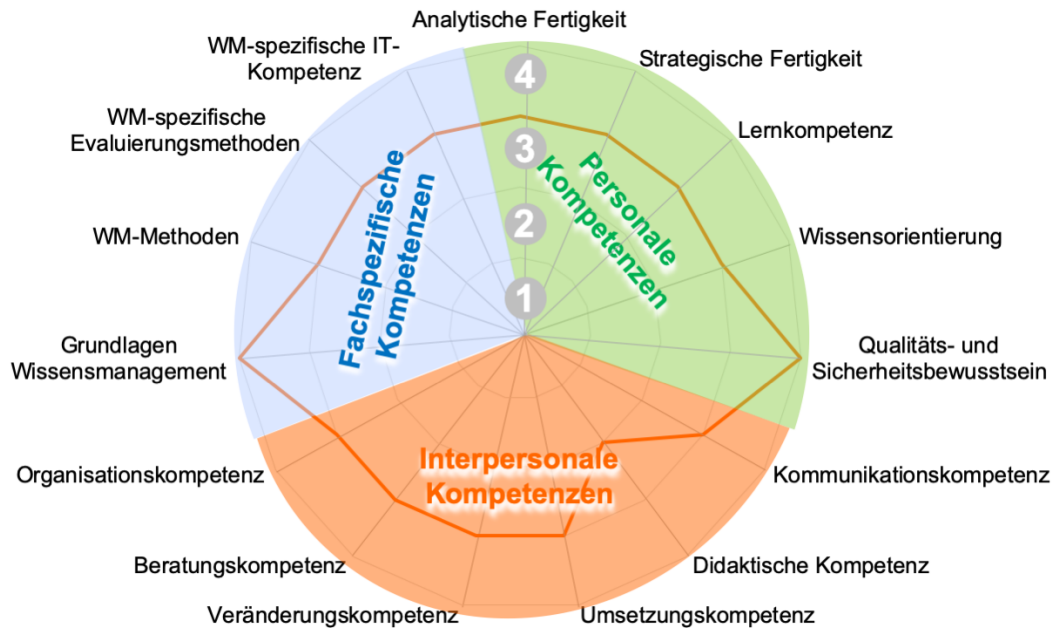 Analytische Fertigkeit
WM-spezifische IT-
Kompetenz
Strategische Fertigkeit
4
WM-spezifische
Evaluierungsmethoden
Lernkompetenz
3
Personale
Kompetenzen
Fachspezifische
Kompetenzen
WM-Methoden
2
Wissensorientierung
1
Grundlagen
Wissensmanagement
Qualitäts- und
Sicherheitsbewusstsein
Interpersonale
Kompetenzen
Organisationskompetenz
Kommunikationskompetenz
Beratungskompetenz
Didaktische Kompetenz
Veränderungskompetenz
Umsetzungskompetenz